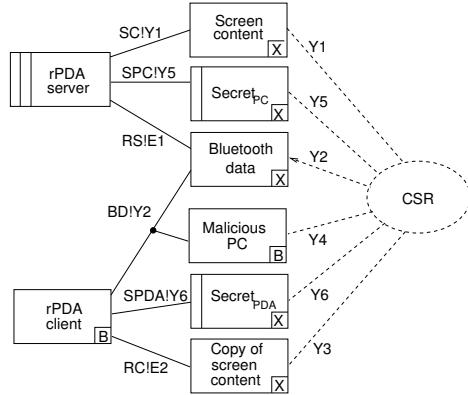 Screen
content
X
SC!Y1
Y1
rPDA
server
SPC!Y5
Secret PC
X
Y5
RS!E1
Bluetooth
data
X
Y2
CSR
BD!Y2
Malicious
PC
B
Y4
rPDA
client
B
SPDA!Y6
Secret PDA
X
Y6
RC!E2
Copy of
screen
content
X
Y3